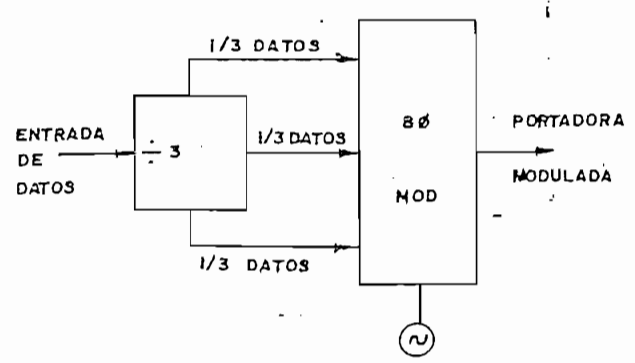 1/3 DATOS
ENTRADA
DE
DATOS
÷ 3
1/3 DATOS
1/3 DATOS
8Ø
MOD
PORTADORA
MODULADA
~